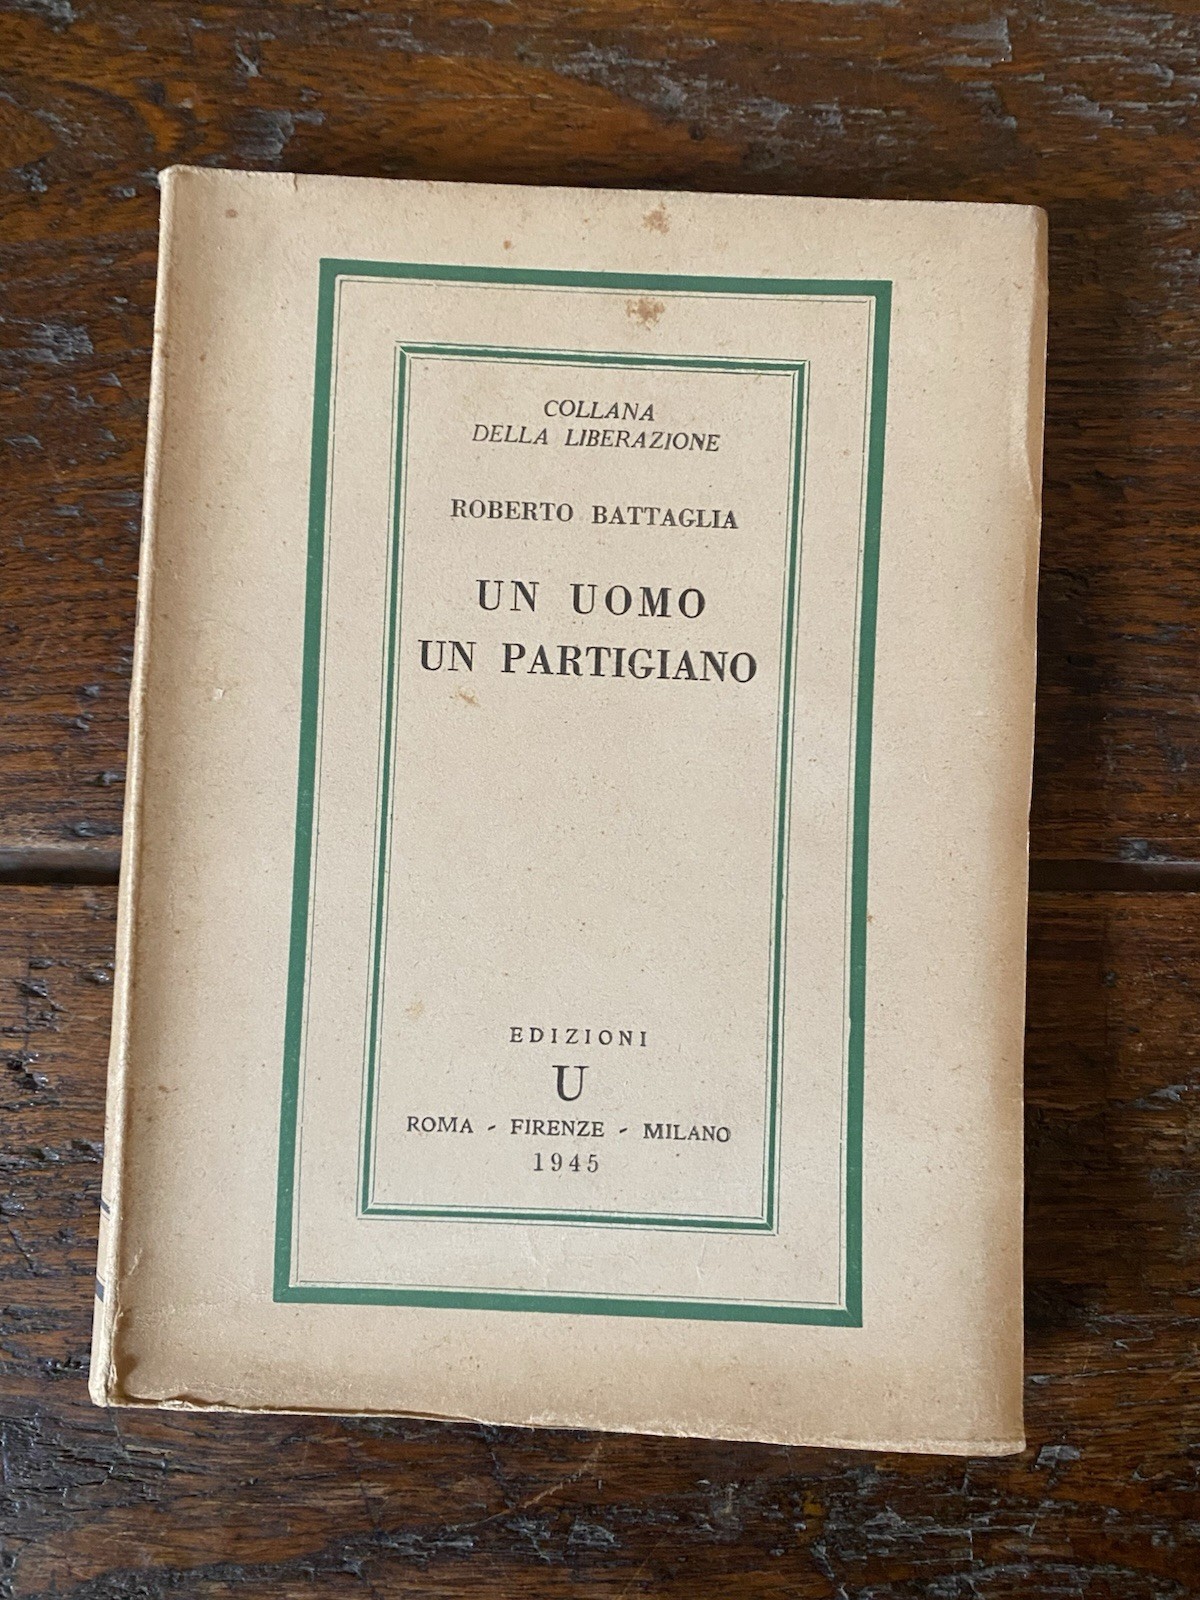 COLLANA
DELLA LIBERAZIONE
ROBERTO BATTAGLIA
UN UOMO
UN PARTIGIANO
EDIZIONI
U
ROMA - FIRENZE - MILANO
1945